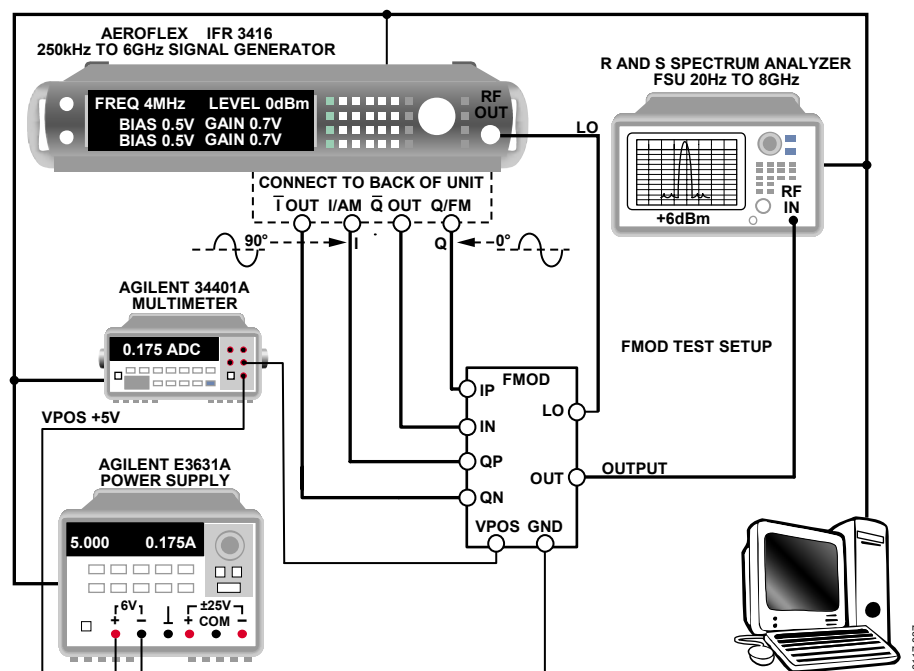 AEROFLEX IFR 3416
250kHz TO 6GHz SIGNAL GENERATOR
FREQ 4MHz LEVEL 0dBm
BIAS 0.5V GAIN 0.7V
BIAS 0.5V GAIN 0.7V
RF
OUT
R AND S SPECTRUM ANALYZER
FSU 20Hz TO 8GHz
+6dBm
RF
IN
LO
CONNECT TO BACK OF UNIT
I̅ OUT I/AM Q̅ OUT Q/FM
90° I Q 0°
AGILENT 34401A
MULTIMETER
0.175 ADC
FMOD TEST SETUP
VPOS +5V
FMOD
IP
IN
QP
QN
LO
OUT
VPOS GND
OUTPUT
AGILENT E3631A
POWER SUPPLY
5.000 0.175A
6V ±25V
+ – ⊥ + COM –